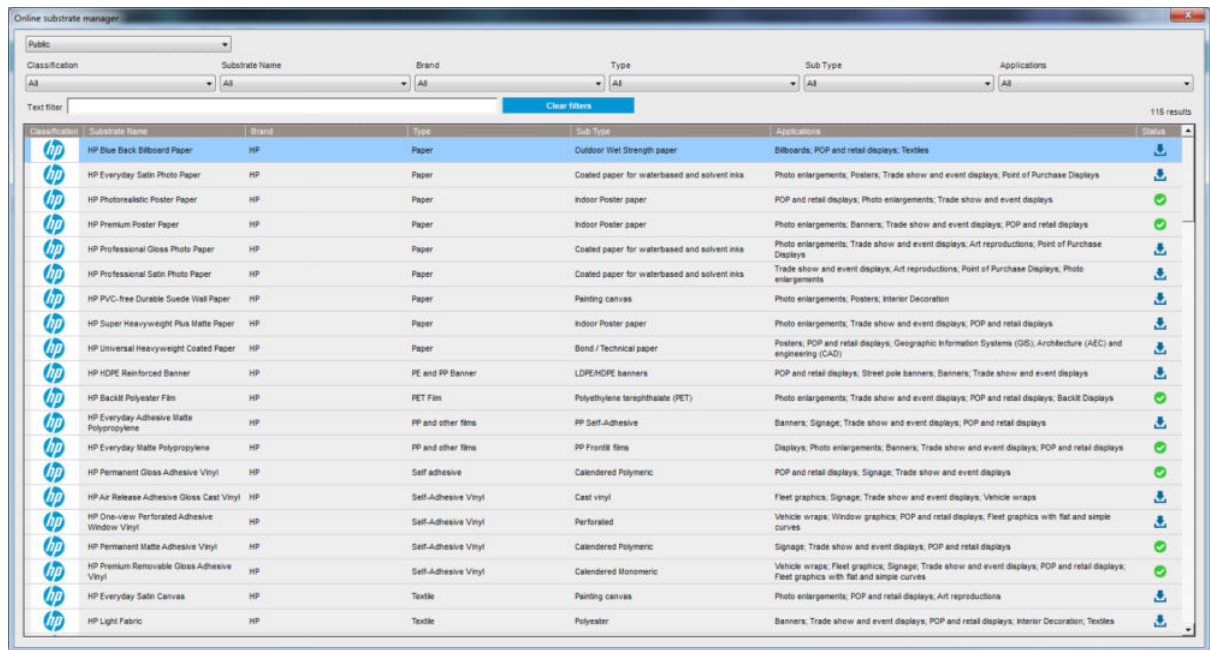 Online substrate manager
Public
Classification Substrate Name Brand Type Sub Type Applications
All All All All All All
Text filter Clear filters
115 results
Classification Substrate Name Brand Type Sub Type Applications Status
hp HP Blue Back Billboard Paper HP Paper Outdoor Wet Strength paper Billboards; POP and retail displays; Textiles
hp HP Everyday Satin Photo Paper HP Paper Coated paper for waterbased and solvent inks Photo enlargements; Posters; Trade show and event displays; Point of Purchase Displays
hp HP Photorealistic Poster Paper HP Paper Indoor Poster paper POP and retail displays; Photo enlargements; Trade show and event displays
hp HP Premium Poster Paper HP Paper Indoor Poster paper Photo enlargements; Banners; Trade show and event displays; POP and retail displays
hp HP Professional Gloss Photo Paper HP Paper Coated paper for waterbased and solvent inks Photo enlargements; Trade show and event displays; Art reproductions; Point of Purchase
Displays
hp HP Professional Satin Photo Paper HP Paper Coated paper for waterbased and solvent inks Trade show and event displays; Art reproductions; Point of Purchase Displays; Photo
enlargements
hp HP PVC-free Durable Suede Wall Paper HP Paper Painting canvas Photo enlargements; Posters; Interior Decoration
hp HP Super Heavyweight Plus Matte Paper HP Paper Indoor Poster paper Photo enlargements; Trade show and event displays; POP and retail displays
hp HP Universal Heavyweight Coated Paper HP Paper Bond / Technical paper Posters; POP and retail displays; Geographic Information Systems (GIS); Architecture (AEC) and
engineering (CAD)
hp HP HDPE Reinforced Banner HP PE and PP Banner LDPE/HDPE banners POP and retail displays; Street pole banners; Banners; Trade show and event displays
hp HP Backlit Polyester Film HP PET Film Polyethylene terephthalate (PET) Photo enlargements; Trade show and event displays; POP and retail displays; Backlit Displays
hp HP Everyday Adhesive Matte
Polypropylene HP PP and other films PP Self-Adhesive Banners; Signage; Trade show and event displays; POP and retail displays
hp HP Everyday Matte Polypropylene HP PP and other films PP Frontlit films Displays; Photo enlargements; Banners; Trade show and event displays; POP and retail displays
hp HP Permanent Gloss Adhesive Vinyl HP Self adhesive Calendered Polymeric POP and retail displays; Signage; Trade show and event displays
hp HP Air Release Adhesive Gloss Cast Vinyl HP Self-Adhesive Vinyl Cast vinyl Fleet graphics; Signage; Trade show and event displays; Vehicle wraps
hp HP One-view Perforated Adhesive
Window Vinyl HP Self-Adhesive Vinyl Perforated Vehicle wraps; Window graphics; POP and retail displays; Fleet graphics with flat and simple
curves
hp HP Permanent Matte Adhesive Vinyl HP Self-Adhesive Vinyl Calendered Polymeric Signage; Trade show and event displays; POP and retail displays
hp HP Premium Removable Gloss Adhesive
Vinyl HP Self-Adhesive Vinyl Calendered Monomeric Vehicle wraps; Fleet graphics; Signage; Trade show and event displays; POP and retail displays;
Fleet graphics with flat and simple curves
hp HP Everyday Satin Canvas HP Textile Painting canvas Photo enlargements; POP and retail displays; Art reproductions
hp HP Light Fabric HP Textile Polyester Banners; Trade show and event displays; POP and retail displays; Interior Decoration; Textiles